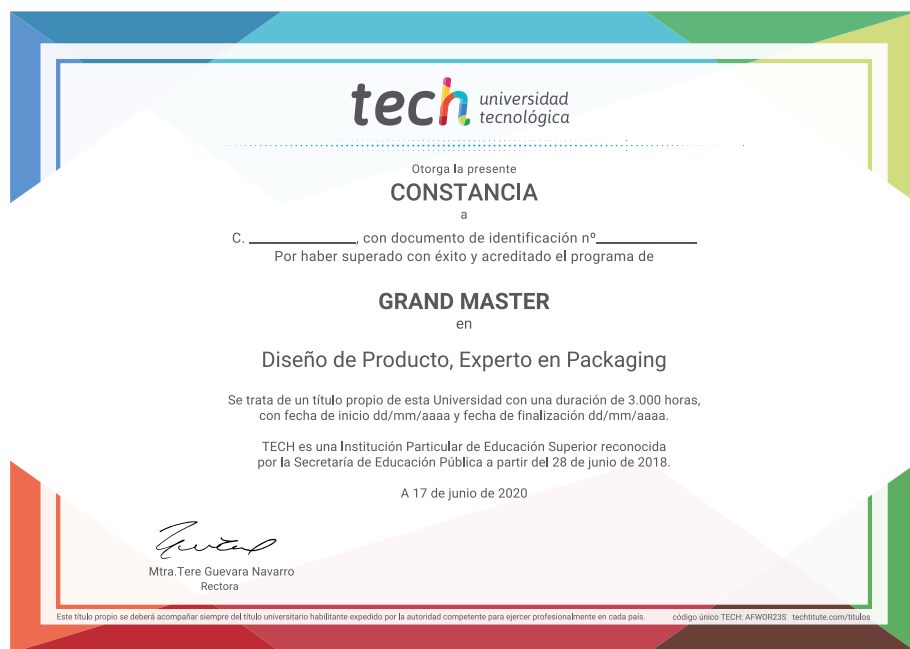 tech universidad
tecnológica
Otorga la presente
CONSTANCIA
a
C. ____________, con documento de identificación nº____________
Por haber superado con éxito y acreditado el programa de
GRAND MASTER
en
Diseño de Producto, Experto en Packaging
Se trata de un título propio de esta Universidad con una duración de 3.000 horas,
con fecha de inicio dd/mm/aaaa y fecha de finalización dd/mm/aaaa.
TECH es una Institución Particular de Educación Superior reconocida
por la Secretaría de Educación Pública a partir del 28 de junio de 2018.
A 17 de junio de 2020
Mtra.Tere Guevara Navarro
Rectora
Este título propio se deberá acompañar siempre del título universitario habilitante expedido por la autoridad competente para ejercer profesionalmente en cada país. código único TECH: AFWOR23S techtitute.com/titulos